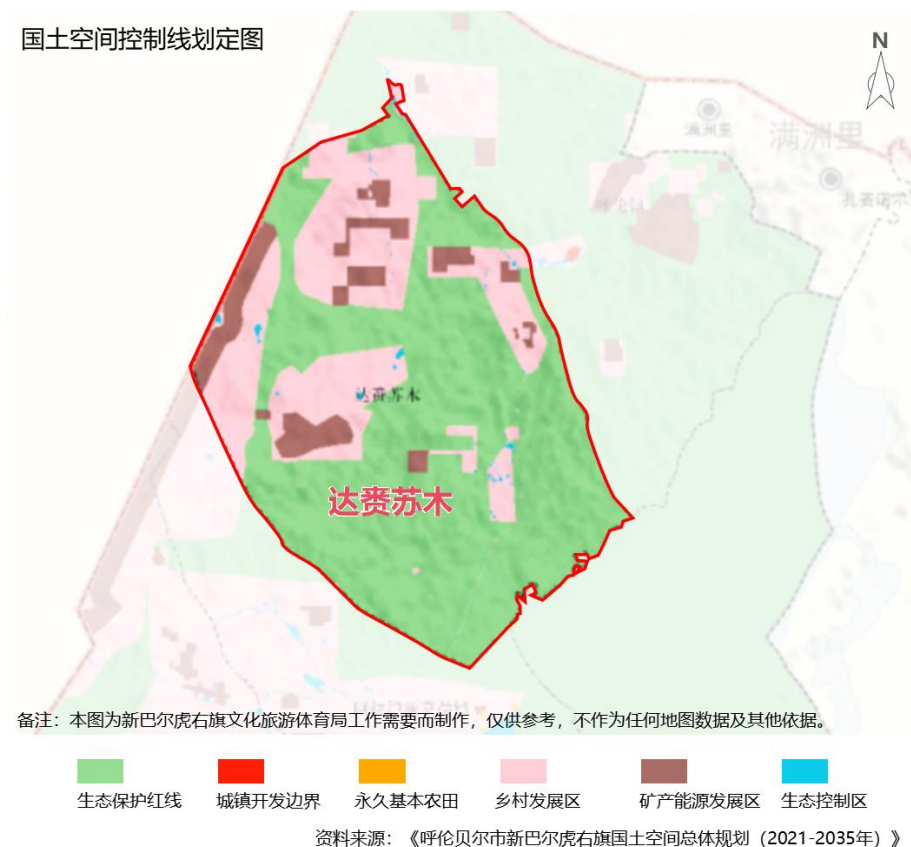 国土空间控制线划定图
N
满洲里
满洲里
达赉苏木
达赉苏木
备注：本图为新巴尔虎右旗文化旅游体育局工作需要而制作，仅供参考，不作为任何地图数据及其他依据。
生态保护红线 城镇开发边界 永久基本农田 乡村发展区 矿产能源发展区 生态控制区
资料来源：《呼伦贝尔市新巴尔虎右旗国土空间总体规划（2021-2035年）》